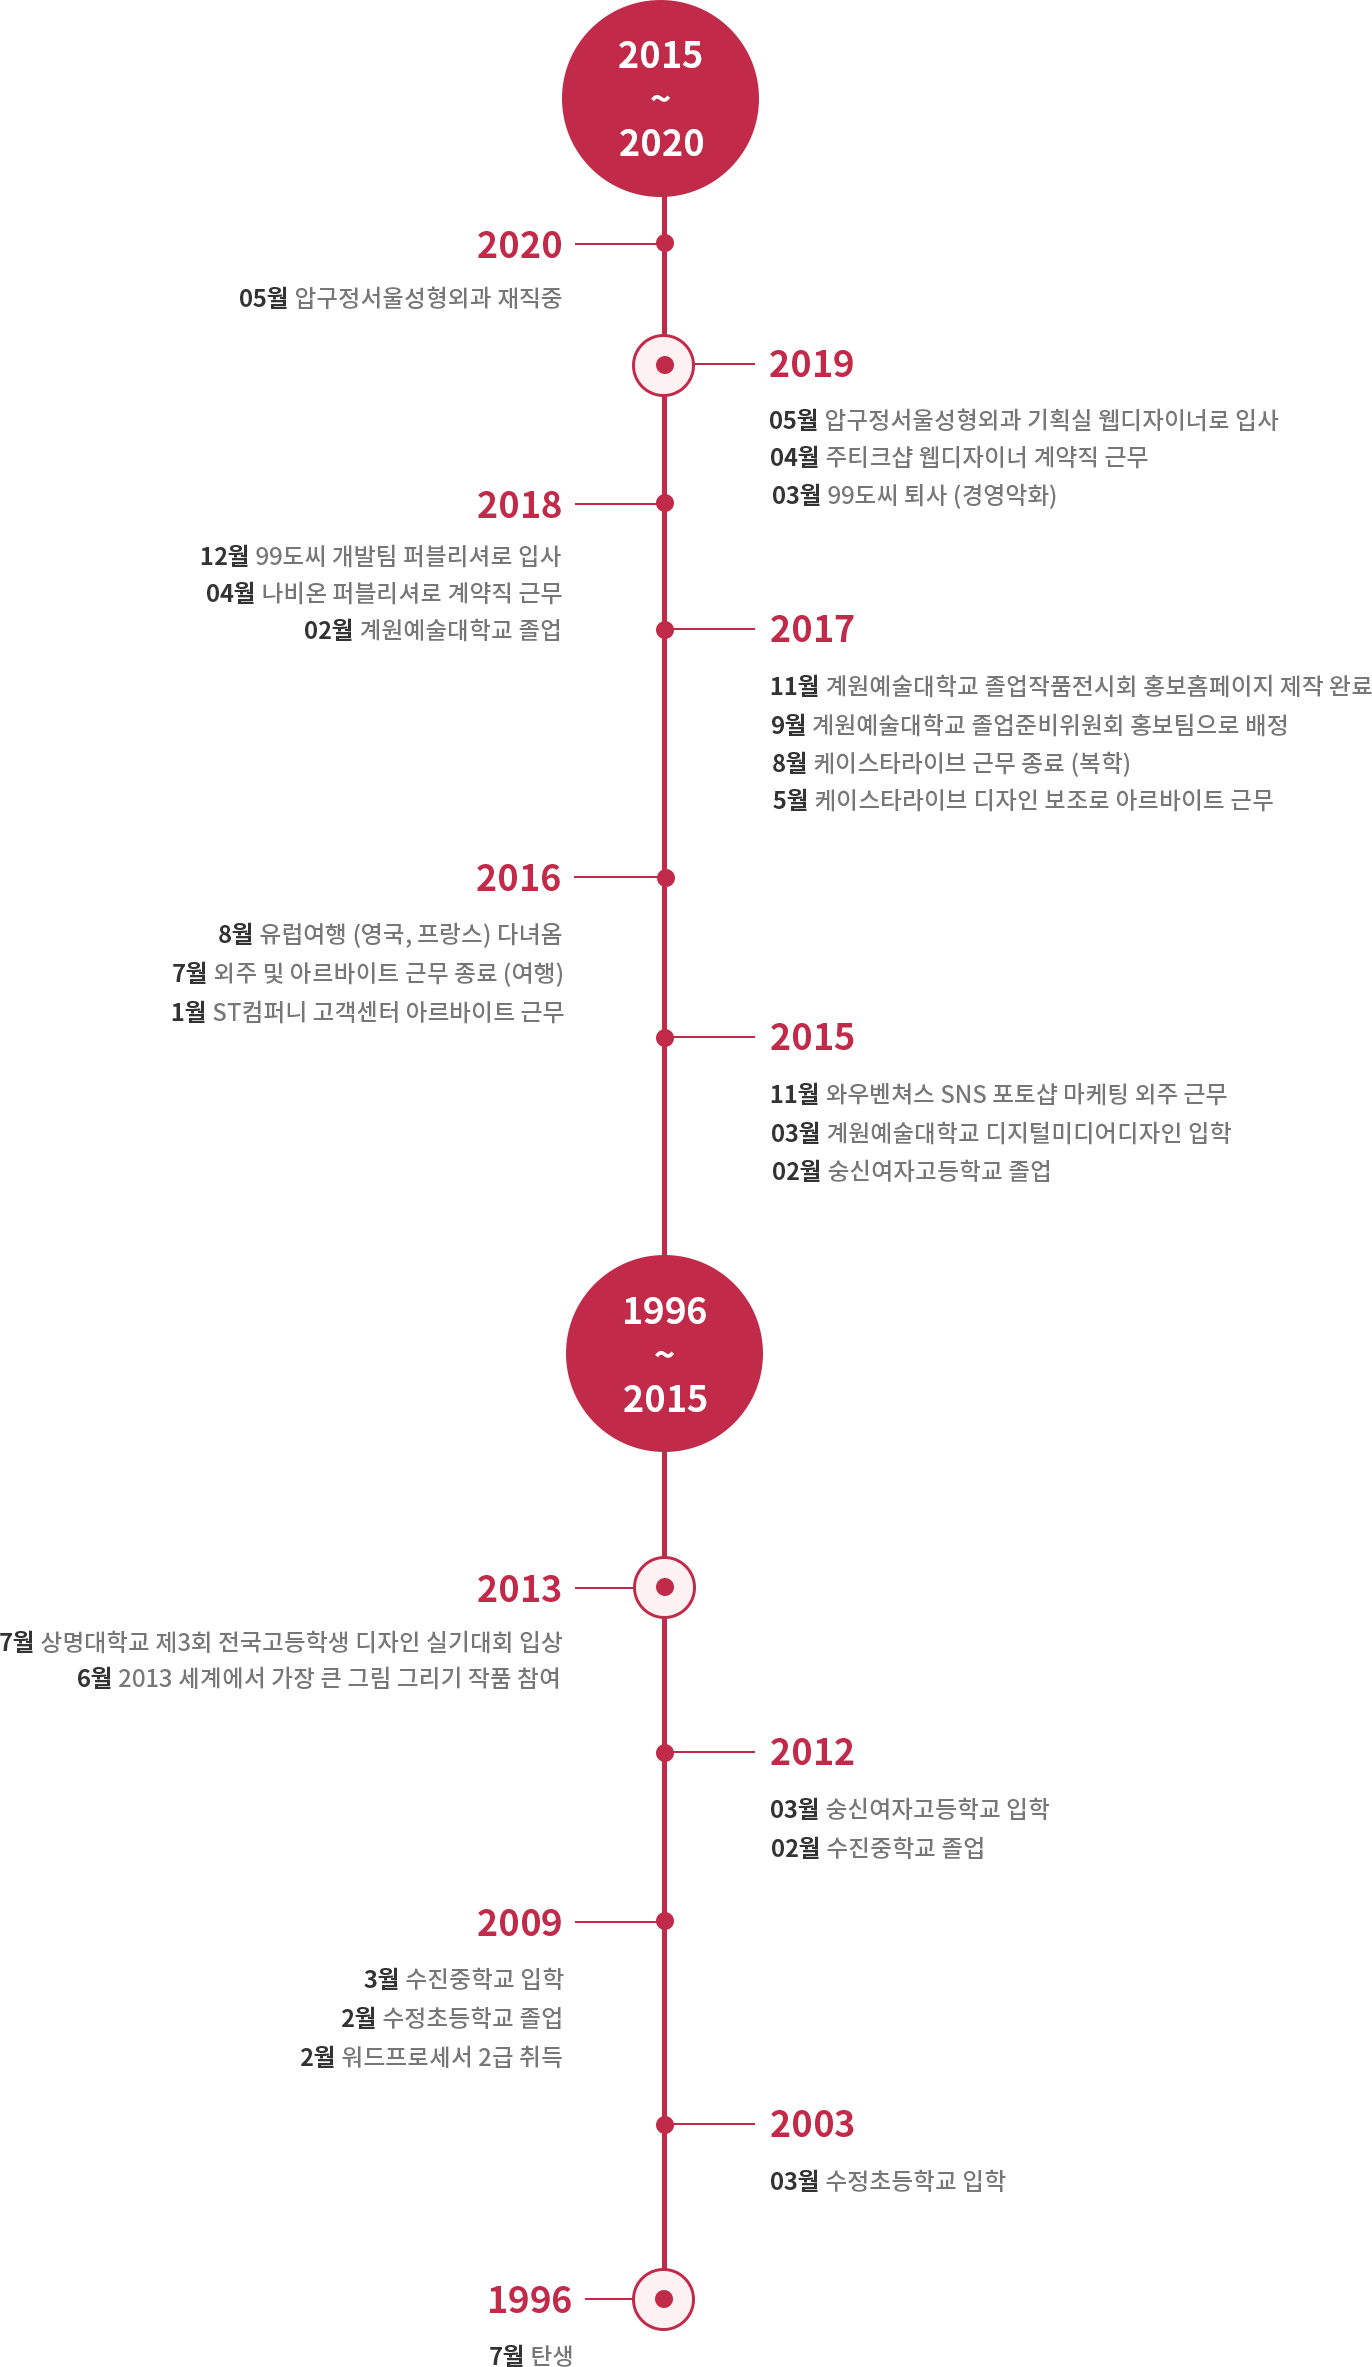 2015
~
2020
2020
05월 압구정서울성형외과 재직중
2019
05월 압구정서울성형외과 기획실 웹디자이너로 입사
04월 주티크샵 웹디자이너 계약직 근무
03월 99도씨 퇴사 (경영악화)
2018
12월 99도씨 개발팀 퍼블리셔로 입사
04월 나비온 퍼블리셔로 계약직 근무
02월 계원예술대학교 졸업
2017
11월 계원예술대학교 졸업작품전시회 홍보홈페이지 제작 완료
9월 계원예술대학교 졸업준비위원회 홍보팀으로 배정
8월 케이스타라이브 근무 종료 (복학)
5월 케이스타라이브 디자인 보조로 아르바이트 근무
2016
8월 유럽여행 (영국, 프랑스) 다녀옴
7월 외주 및 아르바이트 근무 종료 (여행)
1월 ST컴퍼니 고객센터 아르바이트 근무
2015
11월 와우벤쳐스 SNS 포토샵 마케팅 외주 근무
03월 계원예술대학교 디지털미디어디자인 입학
02월 숭신여자고등학교 졸업
1996
~
2015
2013
7월 상명대학교 제3회 전국고등학생 디자인 실기대회 입상
6월 2013 세계에서 가장 큰 그림 그리기 작품 참여
2012
03월 숭신여자고등학교 입학
02월 수진중학교 졸업
2009
3월 수진중학교 입학
2월 수정초등학교 졸업
2월 워드프로세서 2급 취득
2003
03월 수정초등학교 입학
1996
7월 탄생